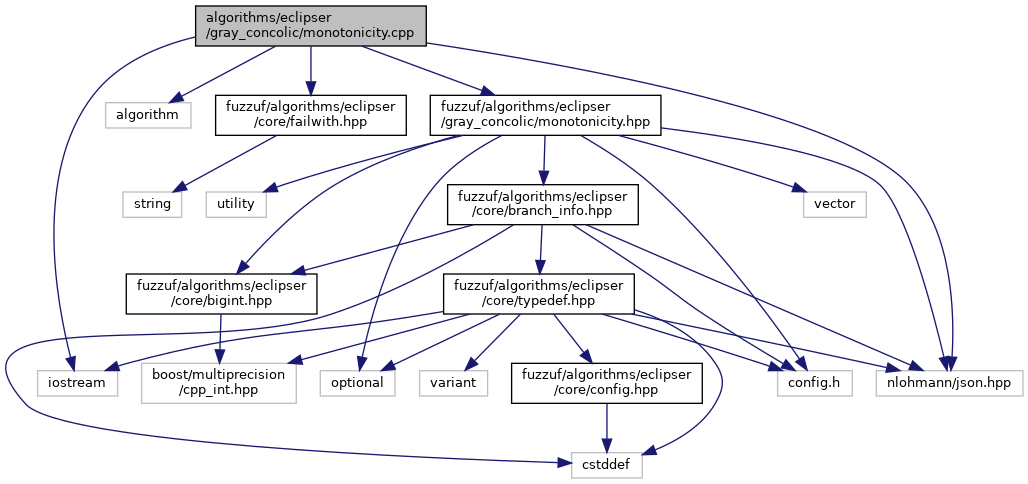 algorithms/eclipser
/gray_concolic/monotonicity.cpp
algorithm
fuzzuf/algorithms/eclipser
/core/failwith.hpp
fuzzuf/algorithms/eclipser
/gray_concolic/monotonicity.hpp
string
utility
fuzzuf/algorithms/eclipser
/core/branch_info.hpp
vector
fuzzuf/algorithms/eclipser
/core/bigint.hpp
fuzzuf/algorithms/eclipser
/core/typedef.hpp
iostream
boost/multiprecision
/cpp_int.hpp
optional
variant
fuzzuf/algorithms/eclipser
/core/config.hpp
config.h
nlohmann/json.hpp
cstddef